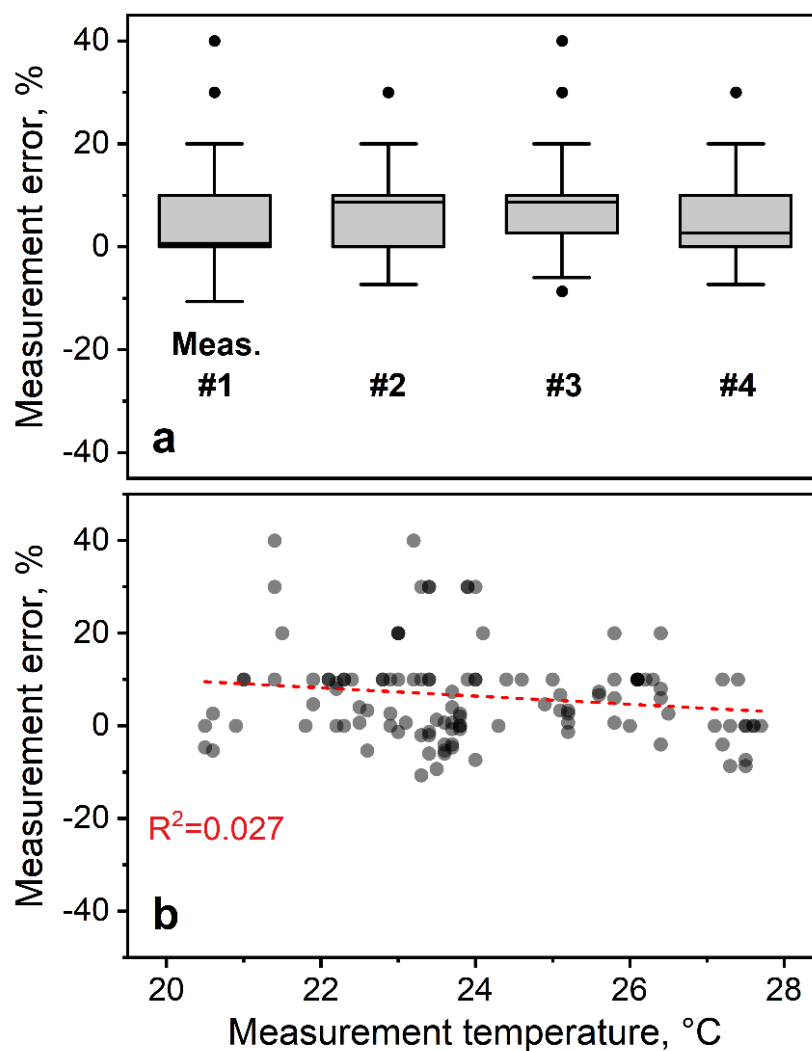 Measurement error, %
40
20
0
-20
-40
Meas.
#1 #2 #3 #4
a
Measurement error, %
40
20
0
-20
-40
R²=0.027
b
20 22 24 26 28
Measurement temperature, °C